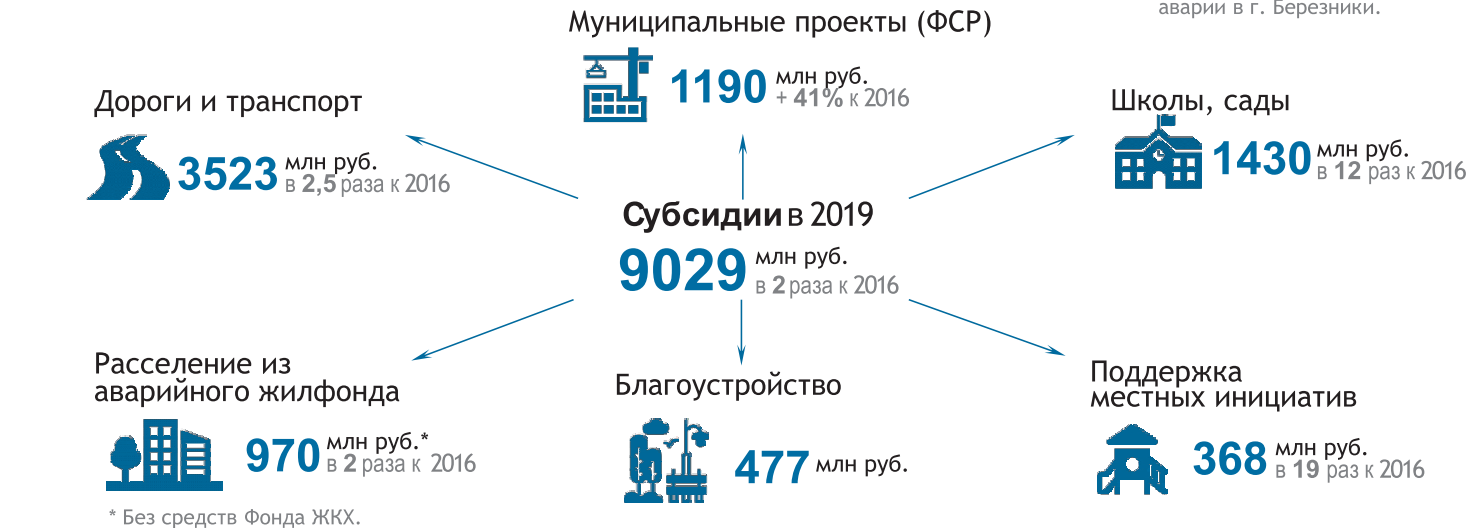 аварии в г. Березники.
Муниципальные проекты (ФСР)
1190 млн руб.
+ 41% к 2016
Дороги и транспорт
3523 млн руб.
в 2,5 раза к 2016
Школы, сады
1430 млн руб.
в 12 раз к 2016
Субсидии в 2019
9029 млн руб.
в 2 раза к 2016
Расселение из
аварийного жилфонда
970 млн руб.*
в 2 раза к 2016
* Без средств Фонда ЖКХ.
Благоустройство
477 млн руб.
Поддержка
местных инициатив
368 млн руб.
в 19 раз к 2016